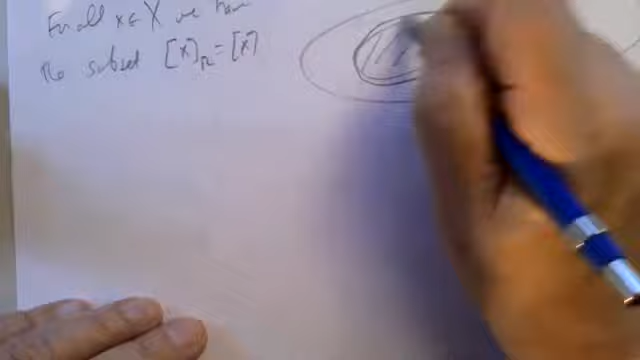 For all x ∈ X we have
the subset [x]_R = [x]